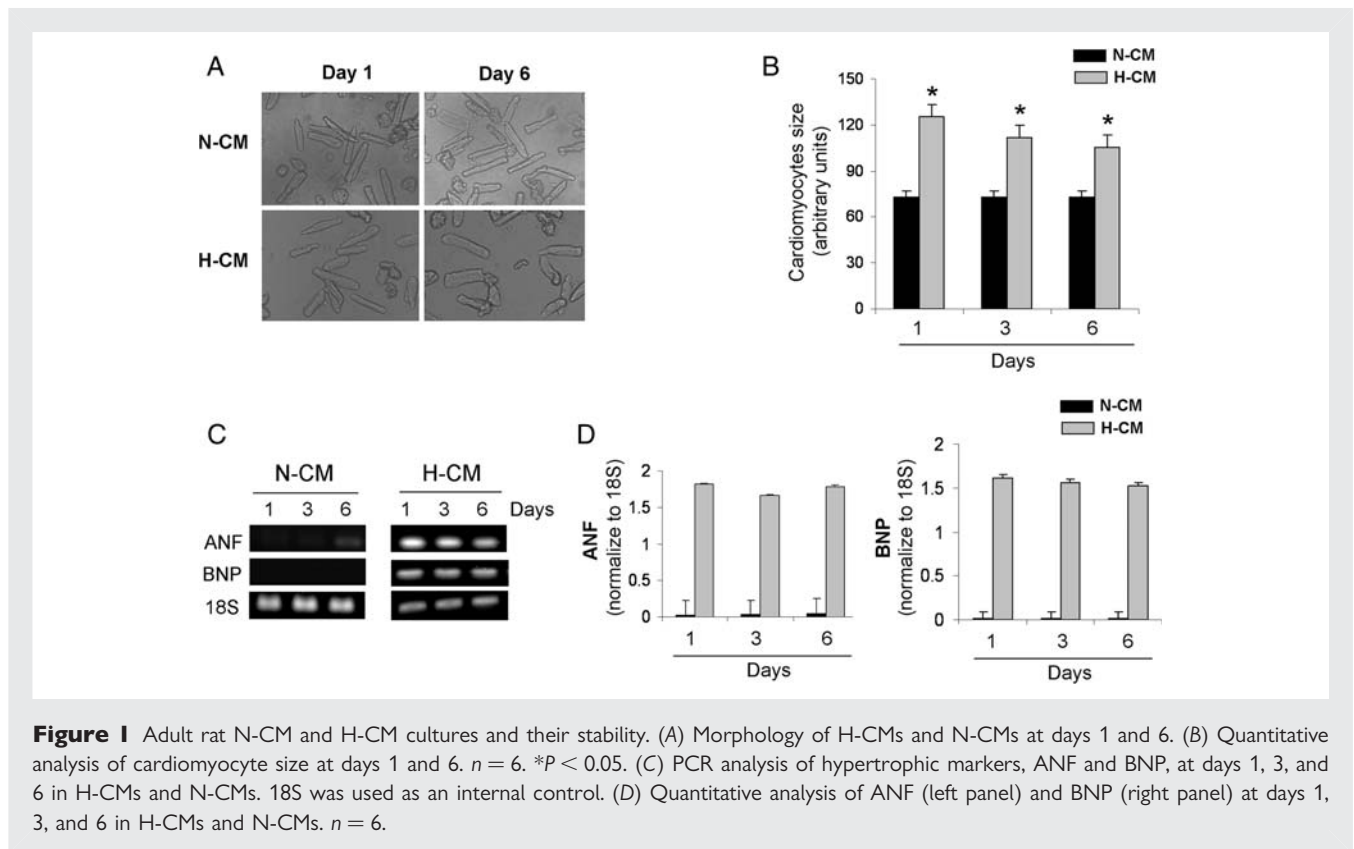 A
Day 1 Day 6
N-CM
H-CM
B
N-CM
H-CM
Cardiomyocytes size
(arbitrary units)
150
120
90
60
30
0
* * *
1 3 6
Days
C
N-CM H-CM
1 3 6 1 3 6 Days
ANF
BNP
18S
D
N-CM
H-CM
ANF
(normalize to 18S)
2
1.5
1
0.5
0
1 3 6
Days
BNP
(normalize to 18S)
2
1.5
1
0.5
0
1 3 6
Days
Figure 1 Adult rat N-CM and H-CM cultures and their stability. (A) Morphology of H-CMs and N-CMs at days 1 and 6. (B) Quantitative
analysis of cardiomyocyte size at days 1 and 6. n = 6. *P < 0.05. (C) PCR analysis of hypertrophic markers, ANF and BNP, at days 1, 3, and
6 in H-CMs and N-CMs. 18S was used as an internal control. (D) Quantitative analysis of ANF (left panel) and BNP (right panel) at days 1,
3, and 6 in H-CMs and N-CMs. n = 6.